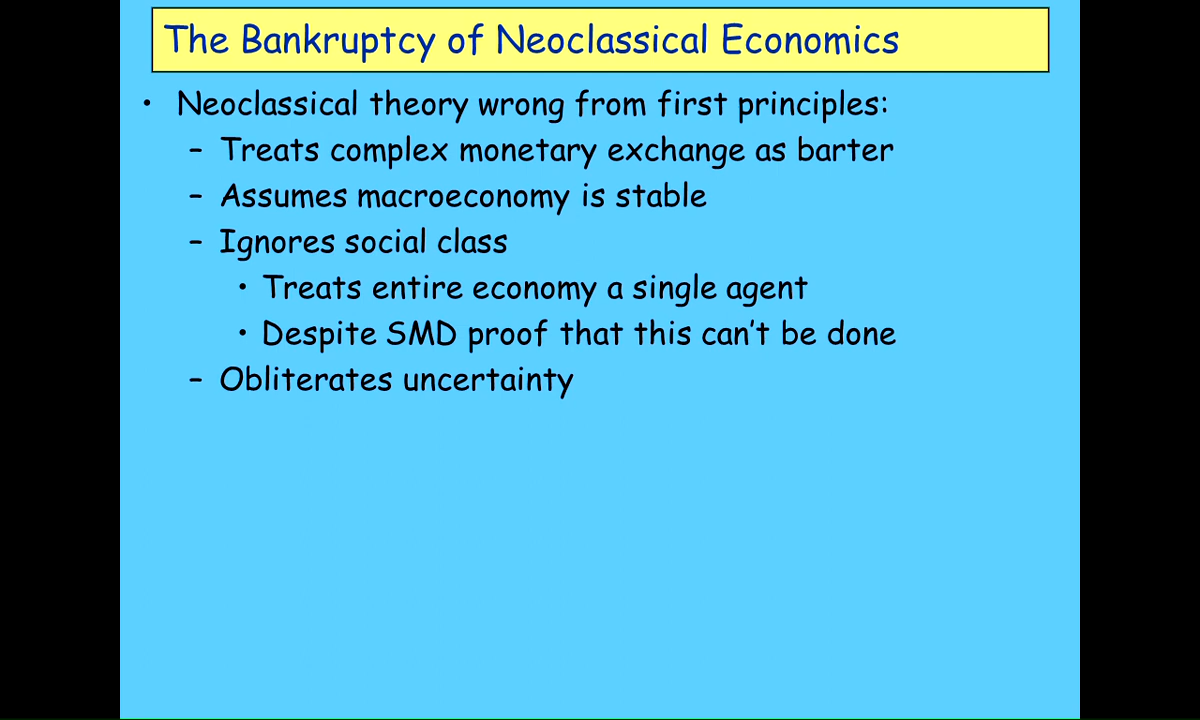 The Bankruptcy of Neoclassical Economics
• Neoclassical theory wrong from first principles:
– Treats complex monetary exchange as barter
– Assumes macroeconomy is stable
– Ignores social class
• Treats entire economy a single agent
• Despite SMD proof that this can't be done
– Obliterates uncertainty